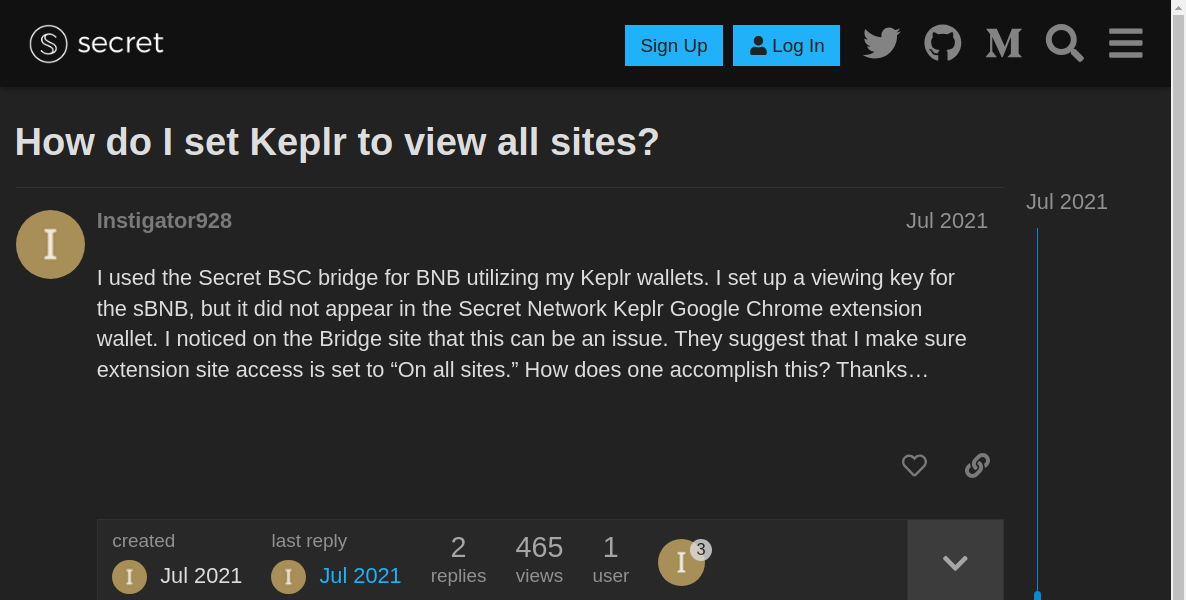 secret
Sign Up
Log In
How do I set Keplr to view all sites?
Instigator928
Jul 2021
Jul 2021
I used the Secret BSC bridge for BNB utilizing my Keplr wallets. I set up a viewing key for
the sBNB, but it did not appear in the Secret Network Keplr Google Chrome extension
wallet. I noticed on the Bridge site that this can be an issue. They suggest that I make sure
extension site access is set to “On all sites.” How does one accomplish this? Thanks…
created
last reply
2
465
1
3
I
Jul 2021
I
Jul 2021
replies
views
user
I
I